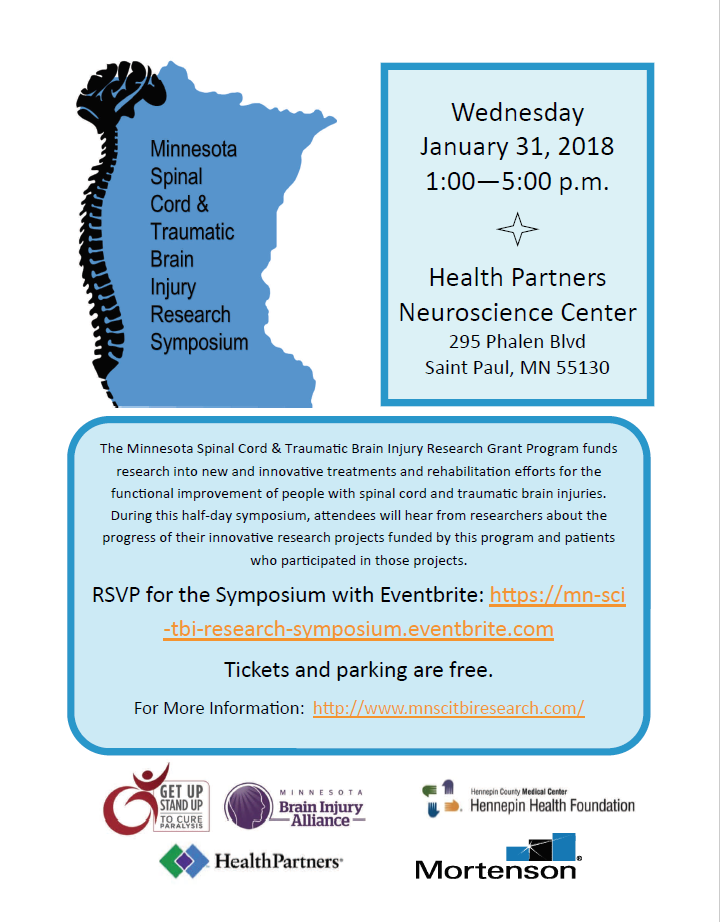 Minnesota
Spinal
Cord &
Traumatic
Brain
Injury
Research
Symposium
Wednesday
January 31, 2018
1:00—5:00 p.m.
Health Partners
Neuroscience Center
295 Phalen Blvd
Saint Paul, MN 55130
The Minnesota Spinal Cord & Traumatic Brain Injury Research Grant Program funds
research into new and innovative treatments and rehabilitation efforts for the
functional improvement of people with spinal cord and traumatic brain injuries.
During this half-day symposium, attendees will hear from researchers about the
progress of their innovative research projects funded by this program and patients
who participated in those projects.
RSVP for the Symposium with Eventbrite: https://mn-sci
-tbi-research-symposium.eventbrite.com
Tickets and parking are free.
For More Information: http://www.mnscitbiresearch.com/
GET UP
STAND UP
TO CURE
PARALYSIS
MINNESOTA
Brain Injury
Alliance
Hennepin County Medical Center
Hennepin Health Foundation
HealthPartners®
Mortenson®